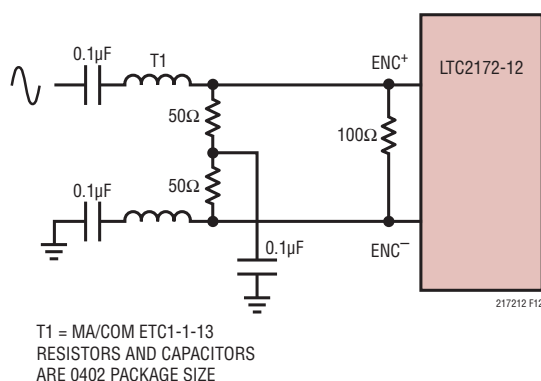 0.1µF
T1
ENC+
LTC2172-12
50Ω
100Ω
50Ω
0.1µF
0.1µF
ENC–
217212 F12
T1 = MA/COM ETC1-1-13
RESISTORS AND CAPACITORS
ARE 0402 PACKAGE SIZE